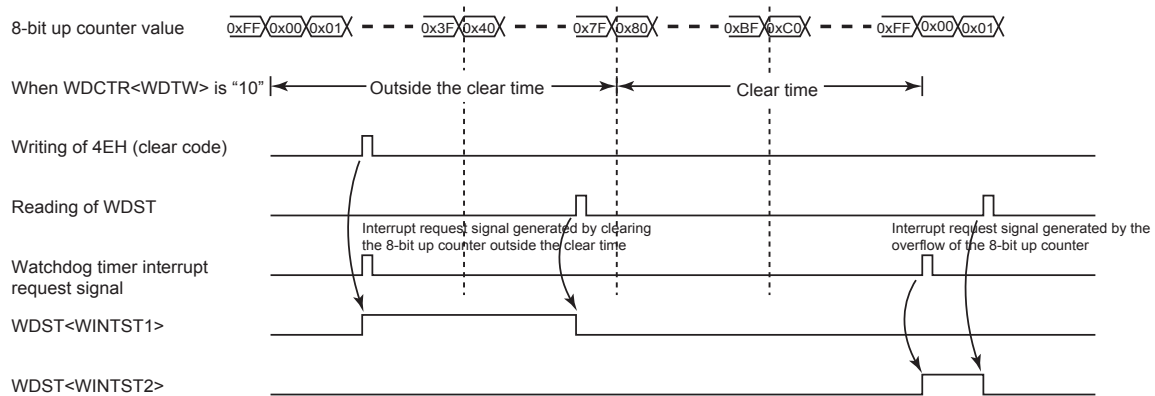 8-bit up counter value 0xFF 0x00 0x01 0x3F 0x40 0x7F 0x80 0xBF 0xC0 0xFF 0x00 0x01
When WDCTR<WDTW> is “10” Outside the clear time Clear time
Writing of 4EH (clear code)
Reading of WDST
Interrupt request signal generated by clearing
the 8-bit up counter outside the clear time
Interrupt request signal generated by the
overflow of the 8-bit up counter
Watchdog timer interrupt
request signal
WDST<WINTST1>
WDST<WINTST2>